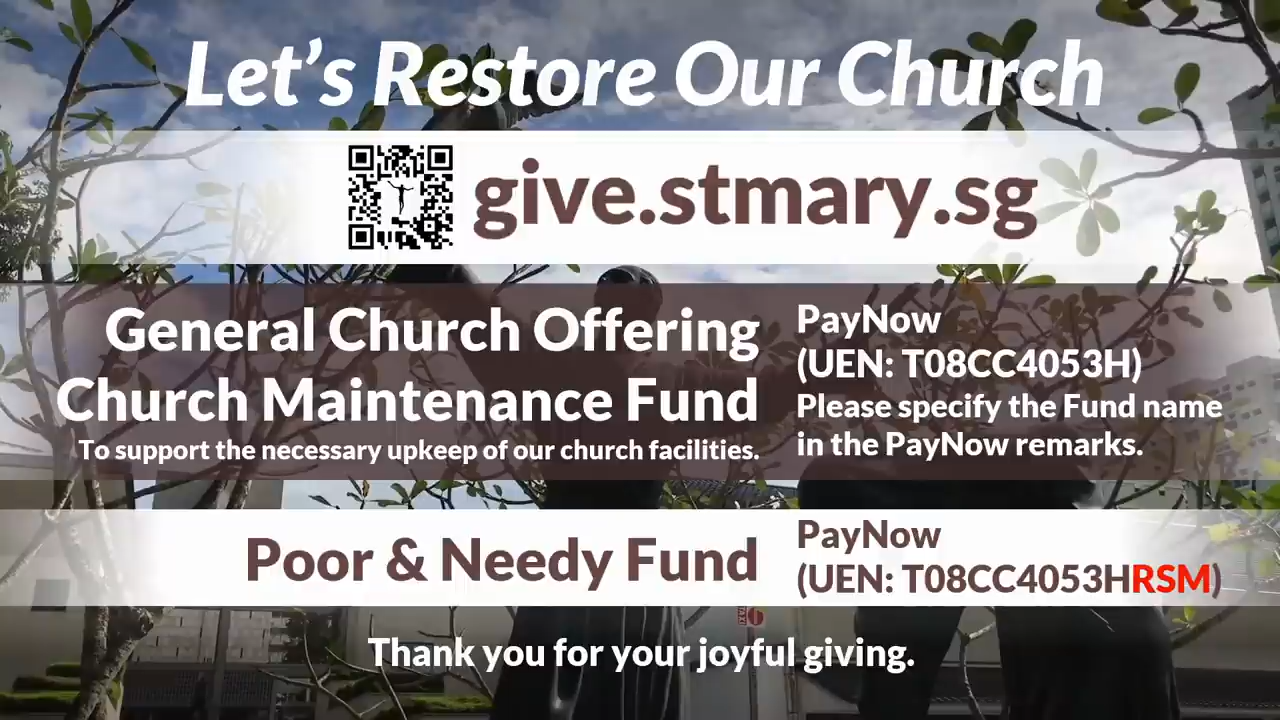 Let's Restore Our Church
give.stmary.sg
General Church Offering
Church Maintenance Fund
To support the necessary upkeep of our church facilities.
PayNow
(UEN: T08CC4053H)
Please specify the Fund name
in the PayNow remarks.
Poor & Needy Fund
PayNow
(UEN: T08CC4053HRSM)
Thank you for your joyful giving.